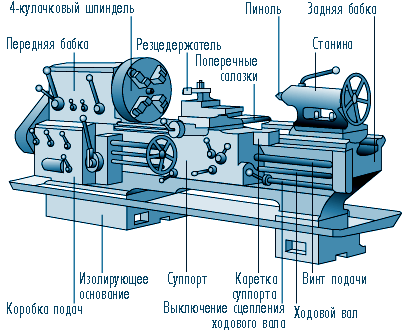 4-кулачковый шпиндель
Пиноль
Задняя бабка
Передняя бабка
Резцедержатель
Станина
Поперечные
салазки
Изолирующее
основание
Суппорт
Каретка
суппорта
Винт подачи
Коробка подач
Выключение сцепления
ходового вала
Ходовой вал